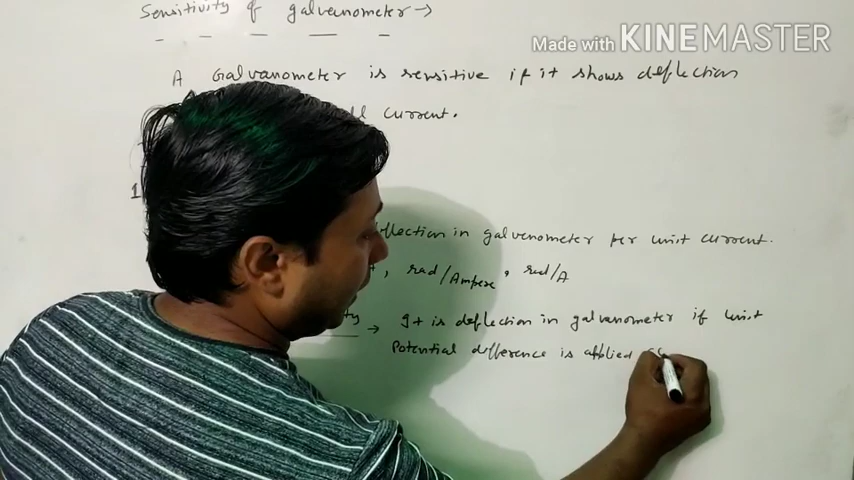 Sensitivity of galvanometer →
Made with KINEMASTER
A Galvanometer is sensitive if it shows deflection
current.
1
deflection in galvanometer per unit current.
, rad/Ampere, rad/A
→ It is deflection in galvanometer if unit
Potential difference is applied